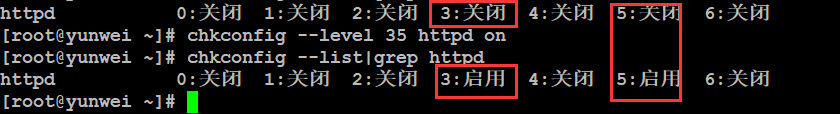 httpd 0:关闭 1:关闭 2:关闭 3:关闭 4:关闭 5:关闭 6:关闭
[root@yunwei ~]# chkconfig --level 35 httpd on
[root@yunwei ~]# chkconfig --list|grep httpd
httpd 0:关闭 1:关闭 2:关闭 3:启用 4:关闭 5:启用 6:关闭
[root@yunwei ~]#